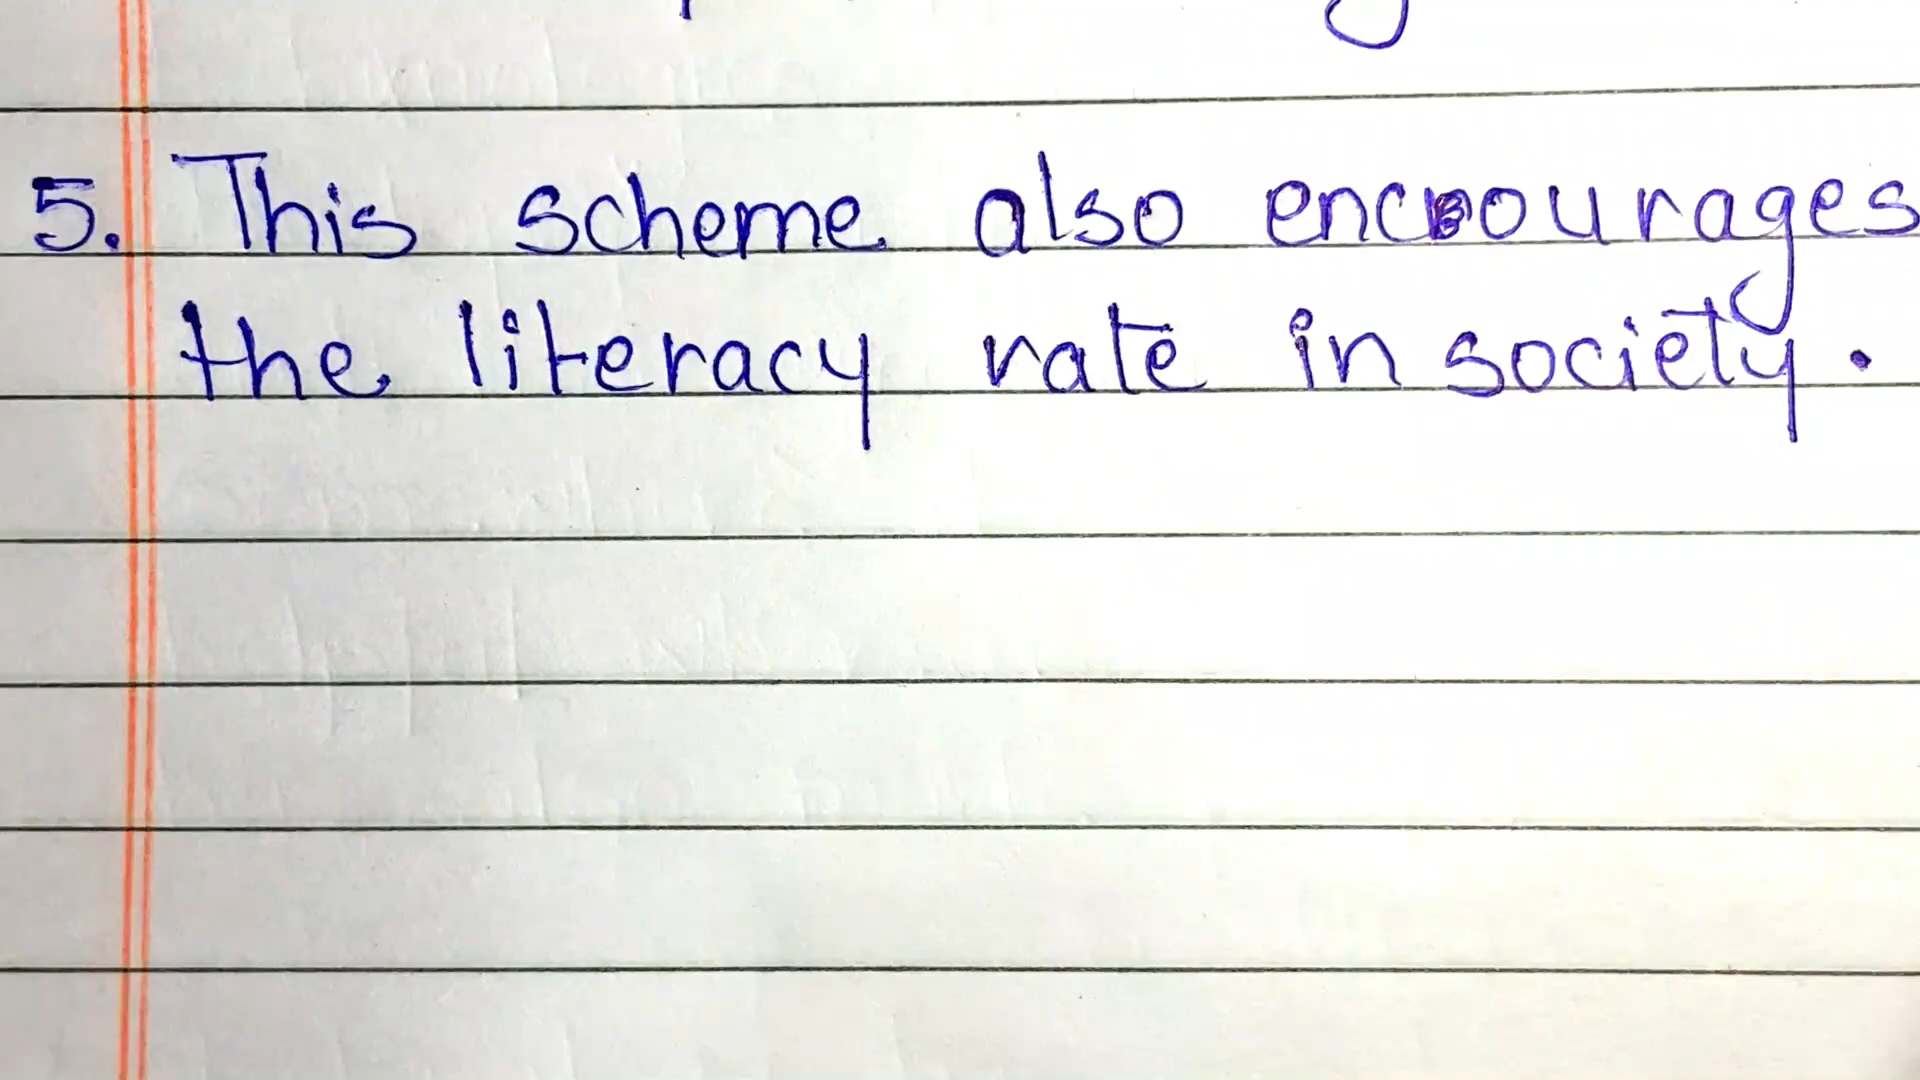 5. This scheme also encourages
the literacy rate in society.